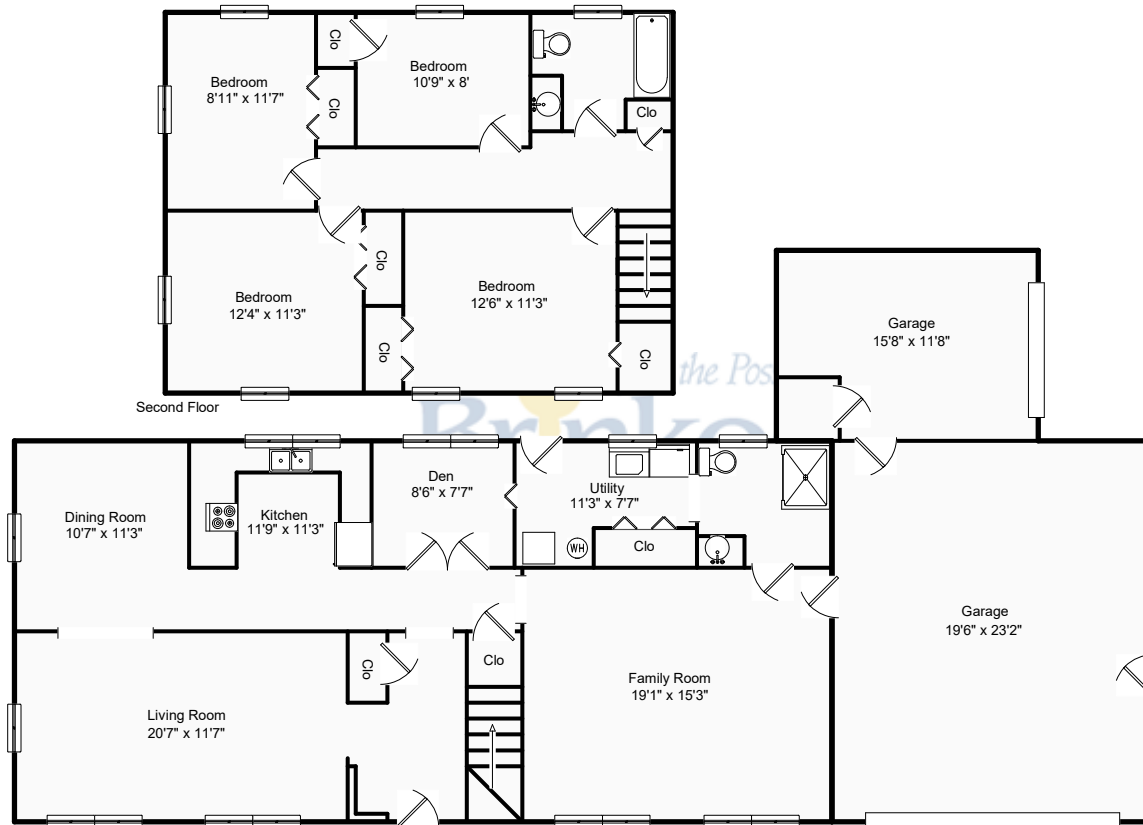 Bedroom
8'11" x 11'7"
Clo
Clo
Bedroom
10'9" x 8'
Clo
Bedroom
12'4" x 11'3"
Clo
Clo
Bedroom
12'6" x 11'3"
Clo
Second Floor
Garage
15'8" x 11'8"
the Pos
Brinko
Dining Room
10'7" x 11'3"
Kitchen
11'9" x 11'3"
Den
8'6" x 7'7"
Utility
11'3" x 7'7"
WH
Clo
Living Room
20'7" x 11'7"
Clo
Clo
Family Room
19'1" x 15'3"
Garage
19'6" x 23'2"